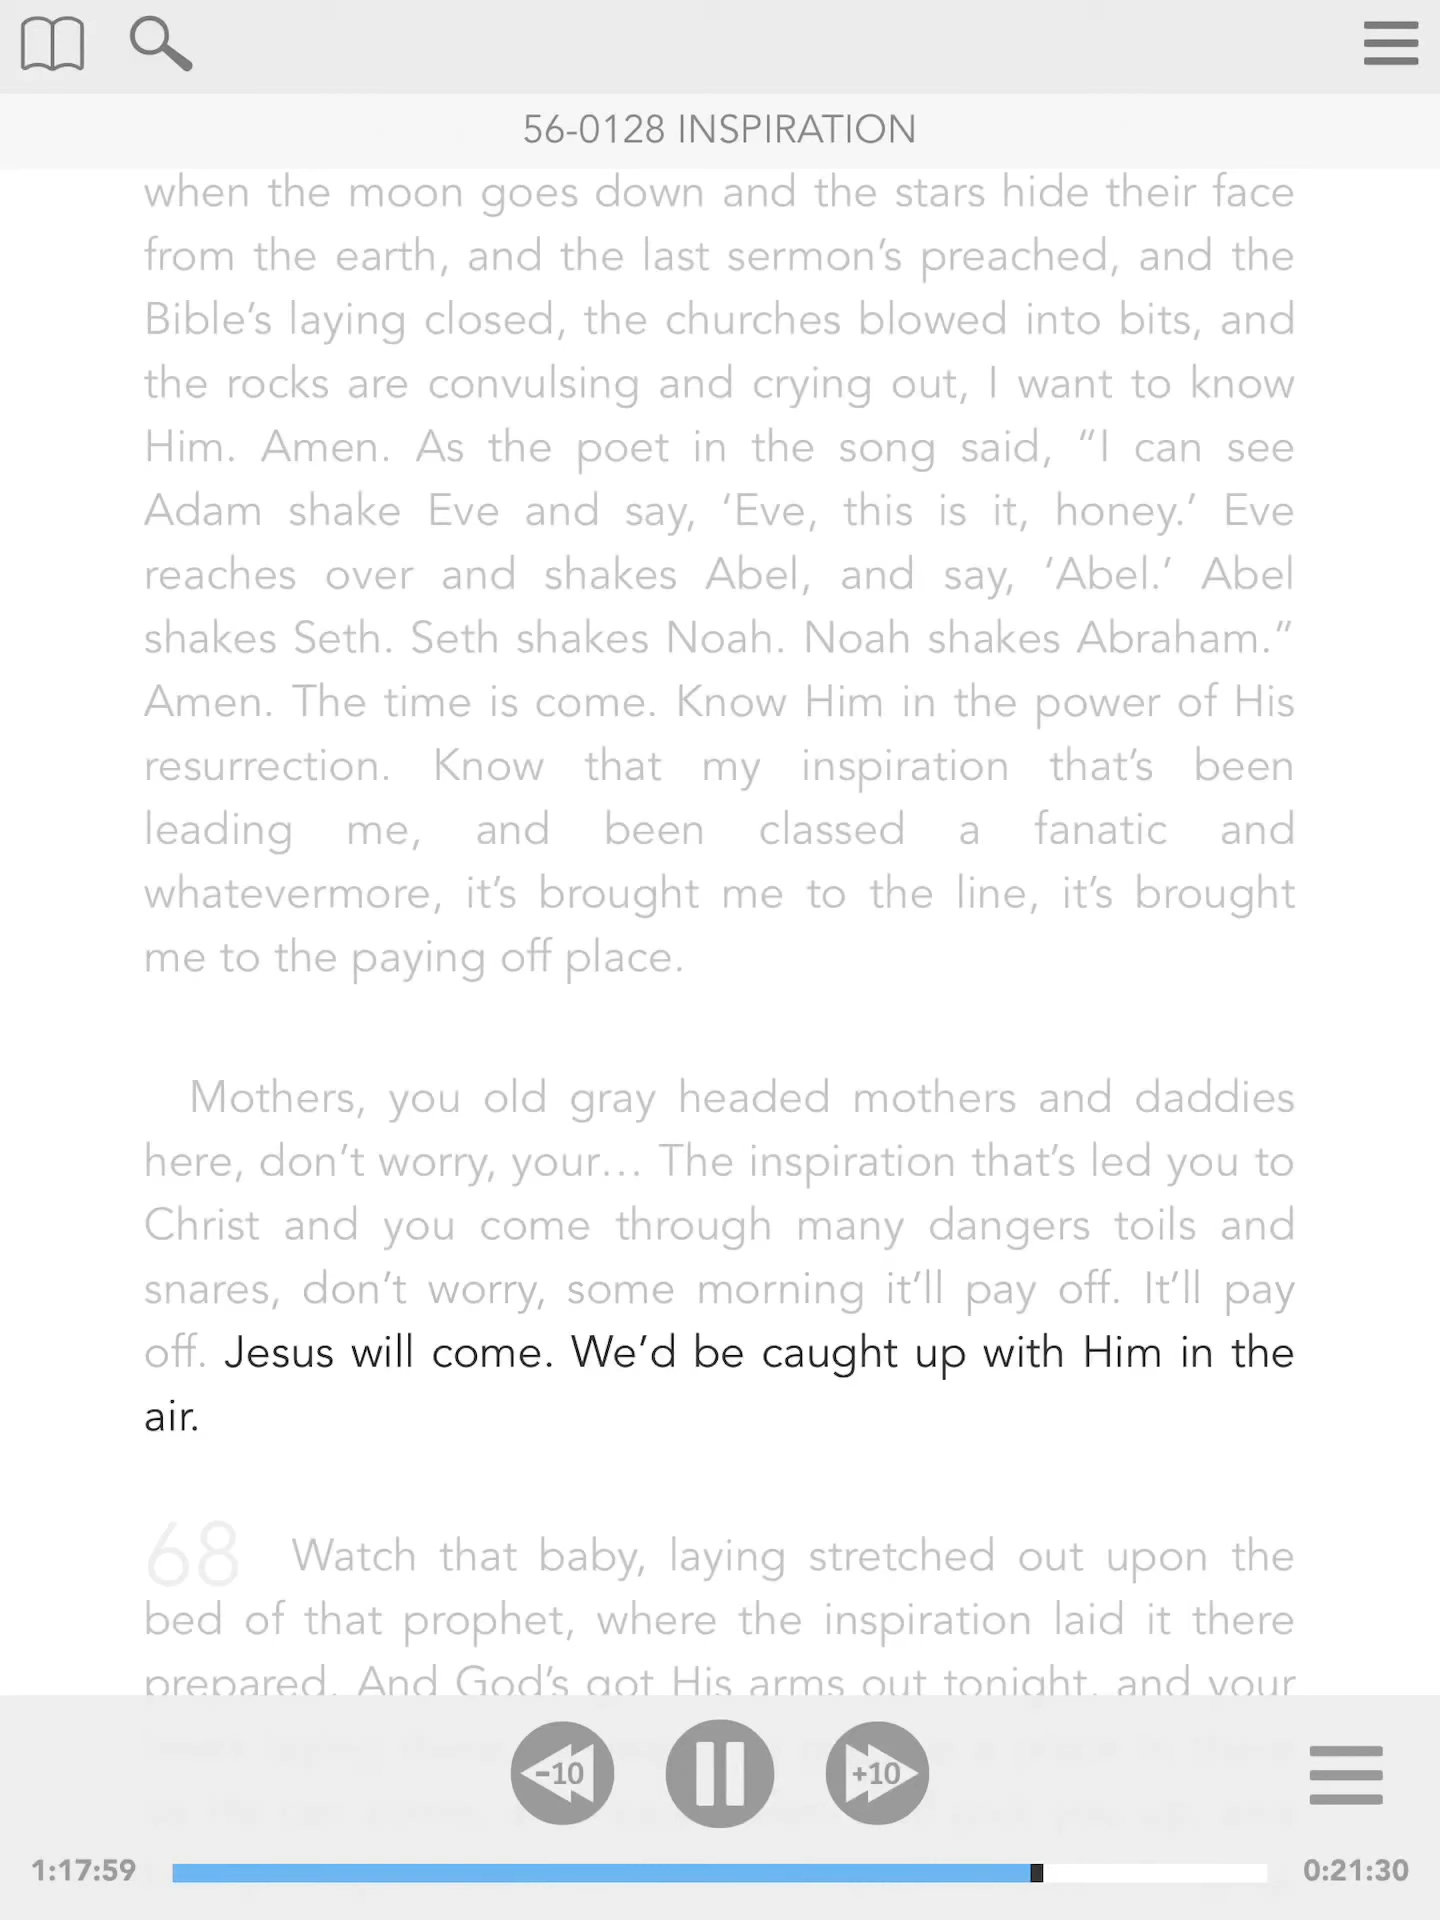 56-0128 INSPIRATION
when the moon goes down and the stars hide their face
from the earth, and the last sermon’s preached, and the
Bible’s laying closed, the churches blowed into bits, and
the rocks are convulsing and crying out, I want to know
Him. Amen. As the poet in the song said, “I can see
Adam shake Eve and say, ‘Eve, this is it, honey.’ Eve
reaches over and shakes Abel, and say, ‘Abel.’ Abel
shakes Seth. Seth shakes Noah. Noah shakes Abraham.”
Amen. The time is come. Know Him in the power of His
resurrection. Know that my inspiration that’s been
leading me, and been classed a fanatic and
whatevermore, it’s brought me to the line, it’s brought
me to the paying off place.
Mothers, you old gray headed mothers and daddies
here, don’t worry, your… The inspiration that’s led you to
Christ and you come through many dangers toils and
snares, don’t worry, some morning it’ll pay off. It’ll pay
off. Jesus will come. We’d be caught up with Him in the
air.
68 Watch that baby, laying stretched out upon the
bed of that prophet, where the inspiration laid it there
prepared. And God’s got His arms out tonight, and your
-10 +10
1:17:59 0:21:30